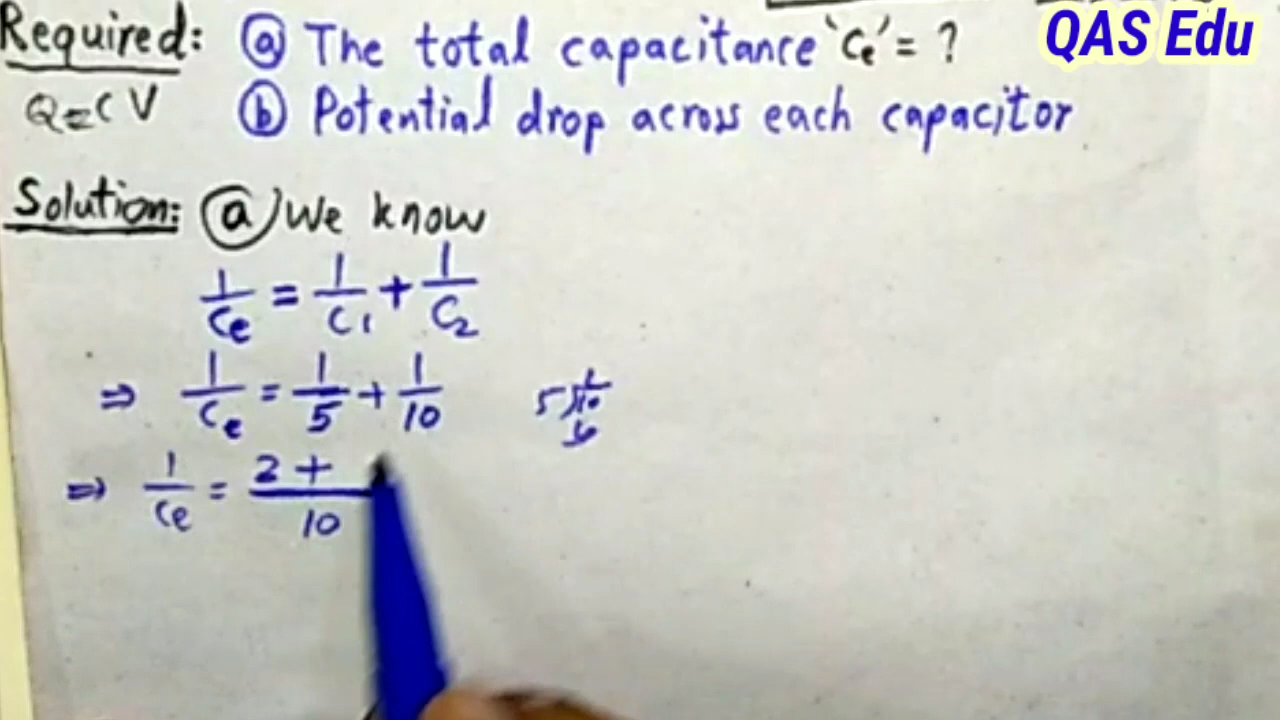 QAS Edu
Required: ⓐ The total capacitance ‘Ce’ = ?
Q=CV ⓑ Potential drop across each capacitor
Solution: ⓐ We know
1/Ce = 1/C1 + 1/C2
⇒ 1/Ce = 1/5 + 1/10
⇒ 1/Ce = 2 + / 10